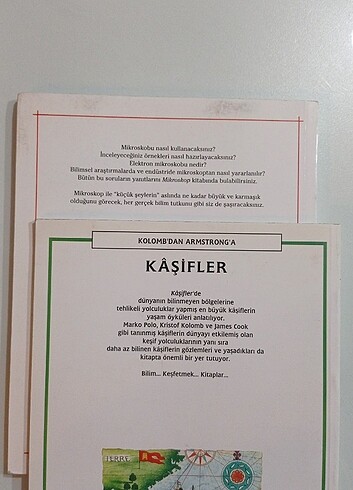 Mikroskobu nasıl kullanacaksınız?
İnceleyeceğiniz örnekleri nasıl hazırlayacaksınız?
Elektron mikroskobu nedir?
Bilimsel araştırmalarda ve endüstride mikroskoptan nasıl yararlanılır?
Bütün bu soruların yanıtlarını Mikroskop kitabında bulabilirsiniz.
Mikroskop ile "küçük şeylerin" aslında ne kadar büyük ve karmaşık
olduğunu görecek, her gerçek bilim tutkunu gibi siz de şaşıracaksınız.
KOLOMB'DAN ARMSTRONG'A
KÂŞİFLER
Kâşifler'de
dünyanın bilinmeyen bölgelerine
tehlikeli yolculuklar yapmış en büyük kâşiflerin
yaşam öyküleri anlatılıyor.
Marko Polo, Kristof Kolomb ve James Cook
gibi tanınmış kâşiflerin dünyayı etkilemiş olan
keşif yolculuklarının yanı sıra
daha az bilinen kâşiflerin gözlemleri ve yaşadıkları da
kitapta önemli bir yer tutuyor.
Bilim... Keşfetmek... Kitaplar...
TERRE